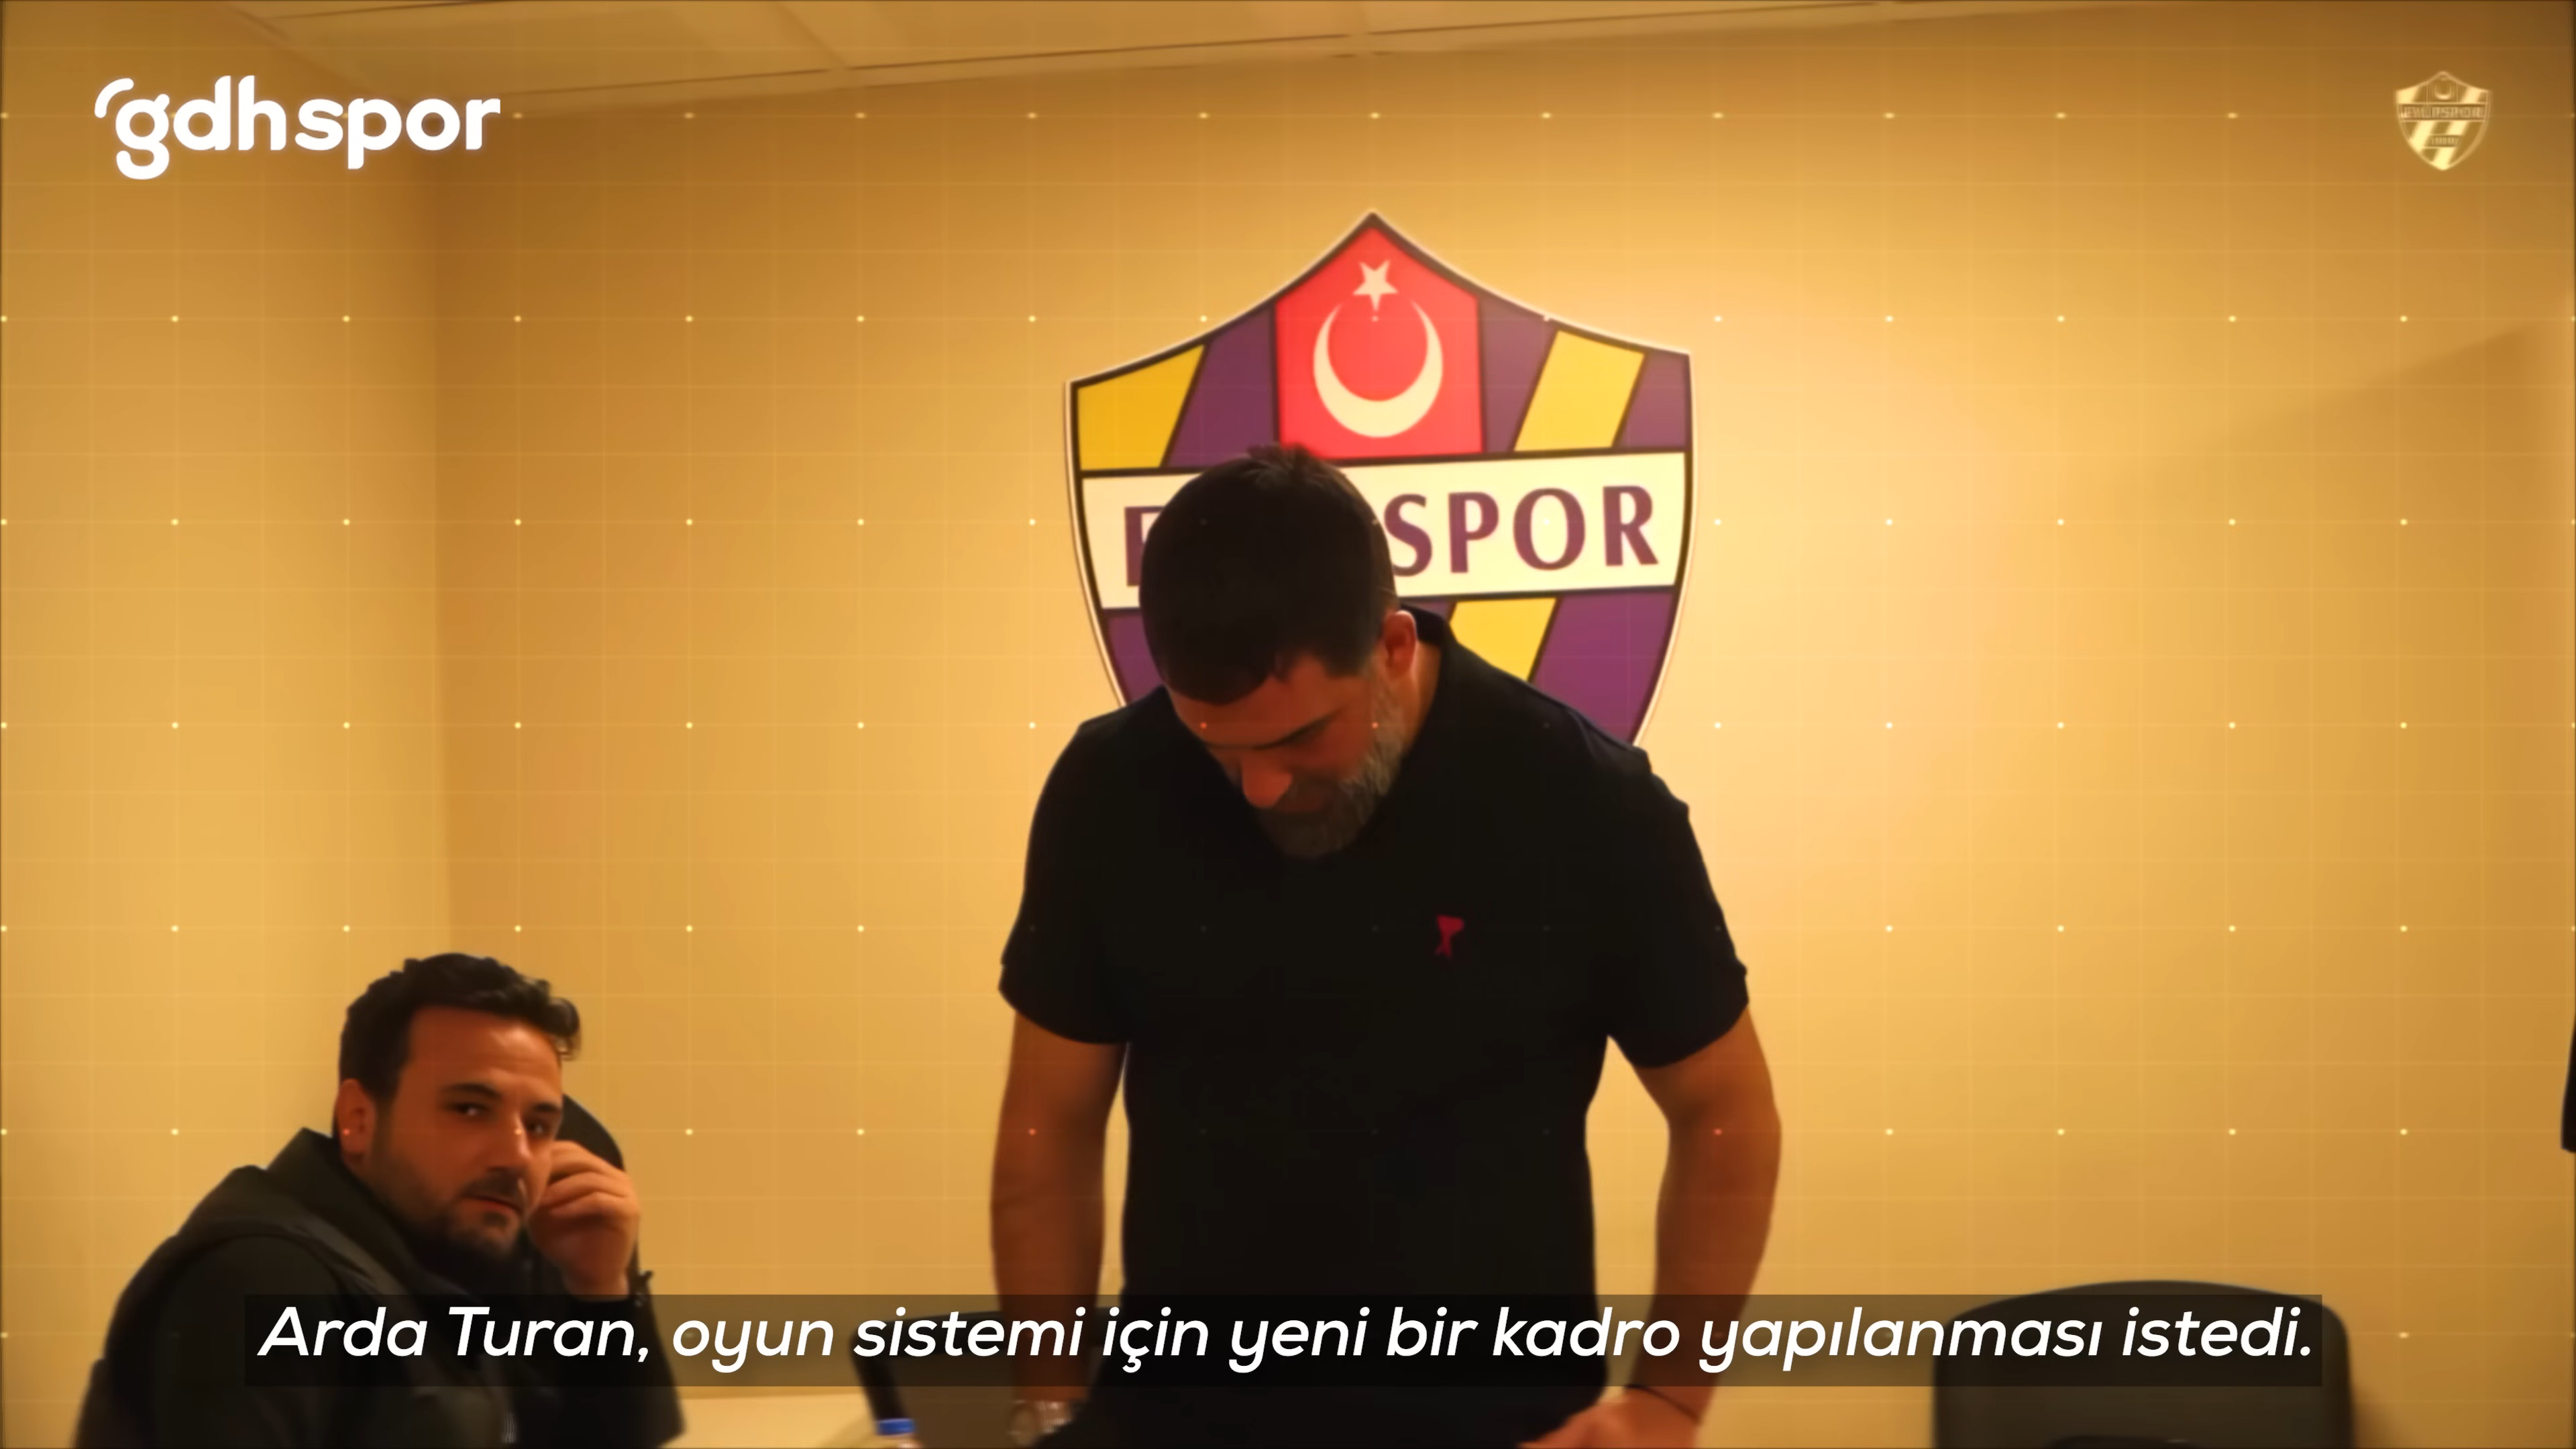 gdhspor
SPOR
Arda Turan, oyun sistemi için yeni bir kadro yapılanması istedi.